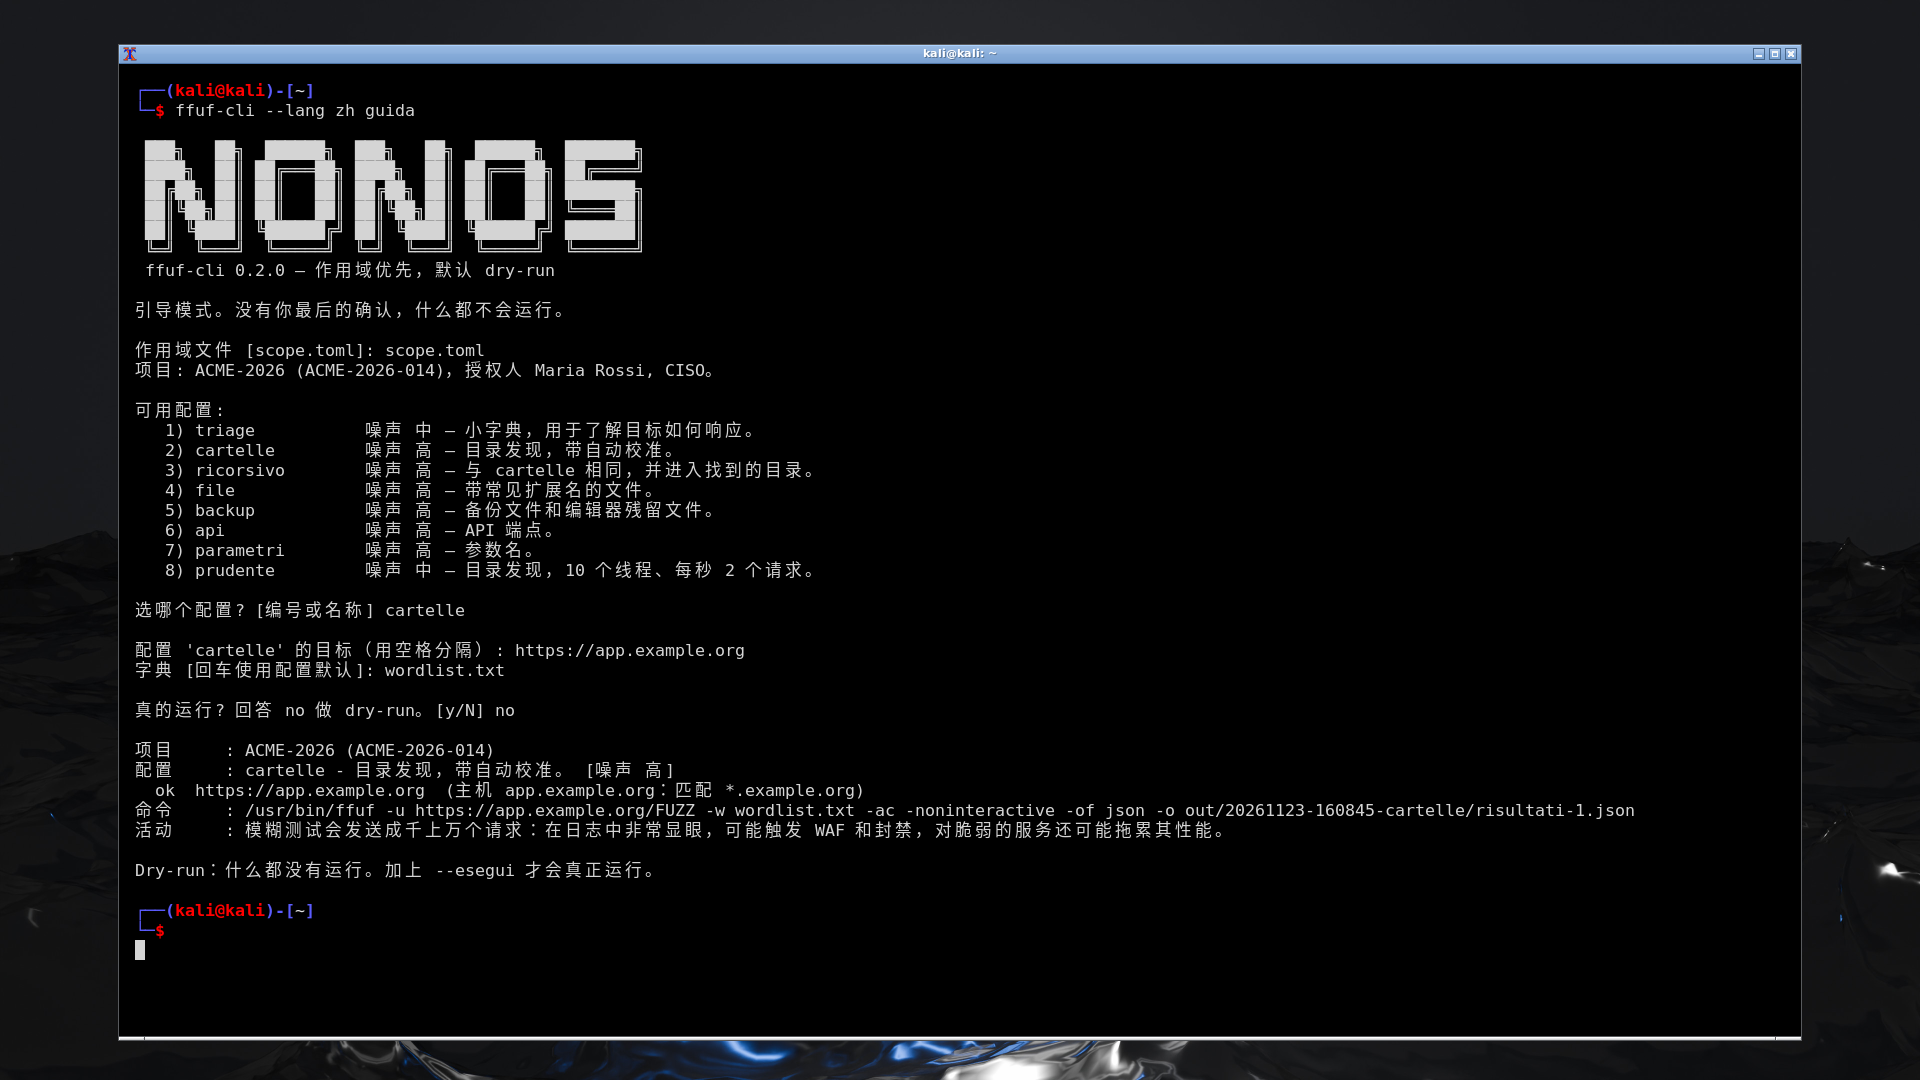 kali@kali: ~
┌──(kali@kali)-[~]
└─$ ffuf-cli --lang zh guida
NONOS
ffuf-cli 0.2.0 — 作用域优先，默认 dry-run
引导模式。没有你最后的确认，什么都不会运行。
作用域文件 [scope.toml]: scope.toml
项目: ACME-2026 (ACME-2026-014)，授权人 Maria Rossi, CISO。
可用配置:
1) triage 噪声 中 — 小字典，用于了解目标如何响应。
2) cartelle 噪声 高 — 目录发现，带自动校准。
3) ricorsivo 噪声 高 — 与 cartelle 相同，并进入找到的目录。
4) file 噪声 高 — 带常见扩展名的文件。
5) backup 噪声 高 — 备份文件和编辑器残留文件。
6) api 噪声 高 — API 端点。
7) parametri 噪声 高 — 参数名。
8) prudente 噪声 中 — 目录发现，10 个线程、每秒 2 个请求。
选哪个配置? [编号或名称] cartelle
配置 'cartelle' 的目标（用空格分隔）: https://app.example.org
字典 [回车使用配置默认]: wordlist.txt
真的运行? 回答 no 做 dry-run。[y/N] no
项目 : ACME-2026 (ACME-2026-014)
配置 : cartelle - 目录发现，带自动校准。 [噪声 高]
ok https://app.example.org (主机 app.example.org：匹配 *.example.org)
命令 : /usr/bin/ffuf -u https://app.example.org/FUZZ -w wordlist.txt -ac -noninteractive -of json -o out/20261123-160845-cartelle/risultati-1.json
活动 : 模糊测试会发送成千上万个请求：在日志中非常显眼，可能触发 WAF 和封禁，对脆弱的服务还可能拖累其性能。
Dry-run：什么都没有运行。加上 --esegui 才会真正运行。
┌──(kali@kali)-[~]
└─$